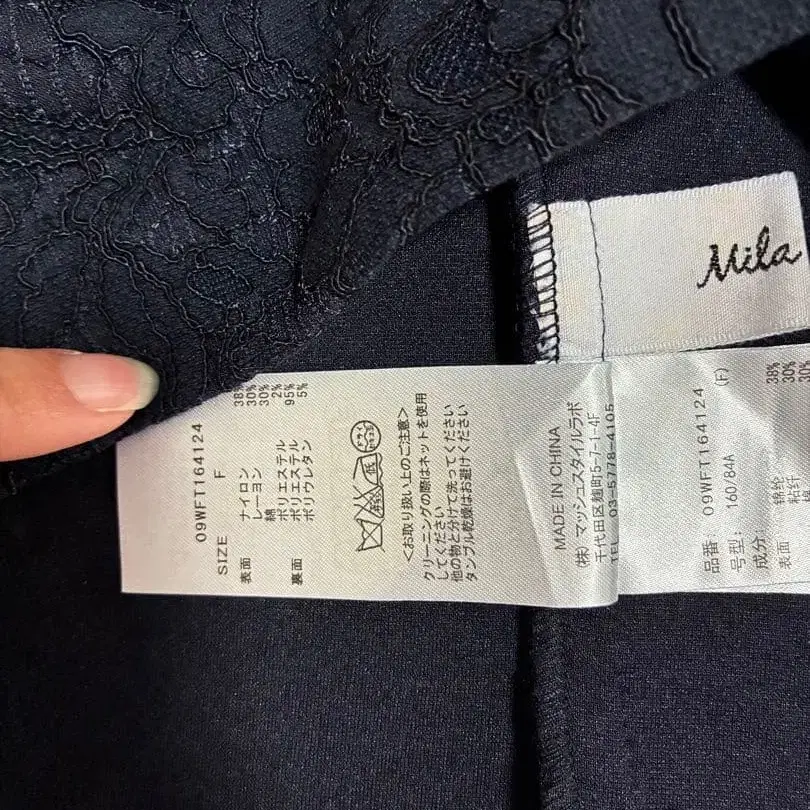 Mila
09WFT164124
SIZE F
表面 ナイロン 38%
レーヨン 30%
綿 30%
ポリエステル 2%
裏面 ポリエステル 95%
ポリウレタン 5%
<お取り扱い上のご注意>
クリーニングの際はネットを使用
してください
他の物と分けて洗ってください
タンブル乾燥はお避けください
MADE IN CHINA
(株) マッシュスタイルラボ
千代田区麹町5-7-1-4F
TEL 03-5778-4105
品番 09WFT164124
号型: 160/84A (F)
成分:
表面 锦纶 38%
粘纤 30%
30%